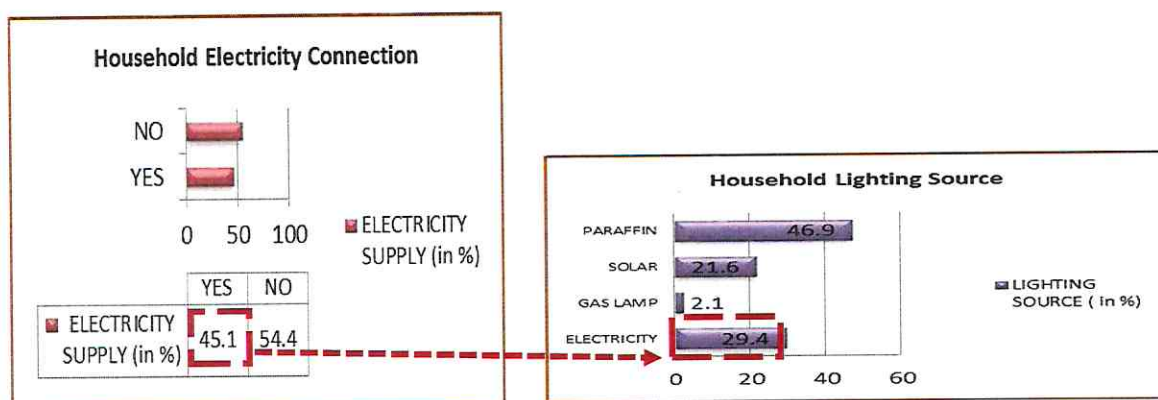 Household Electricity Connection
NO
YES
0 50 100
ELECTRICITY
SUPPLY (in %)
YES NO
ELECTRICITY
SUPPLY (in %)
45.1 54.4
Household Lighting Source
PARAFFIN 46.9
SOLAR 21.6
GAS LAMP 2.1
ELECTRICITY 29.4
0 20 40 60
LIGHTING
SOURCE ( in %)